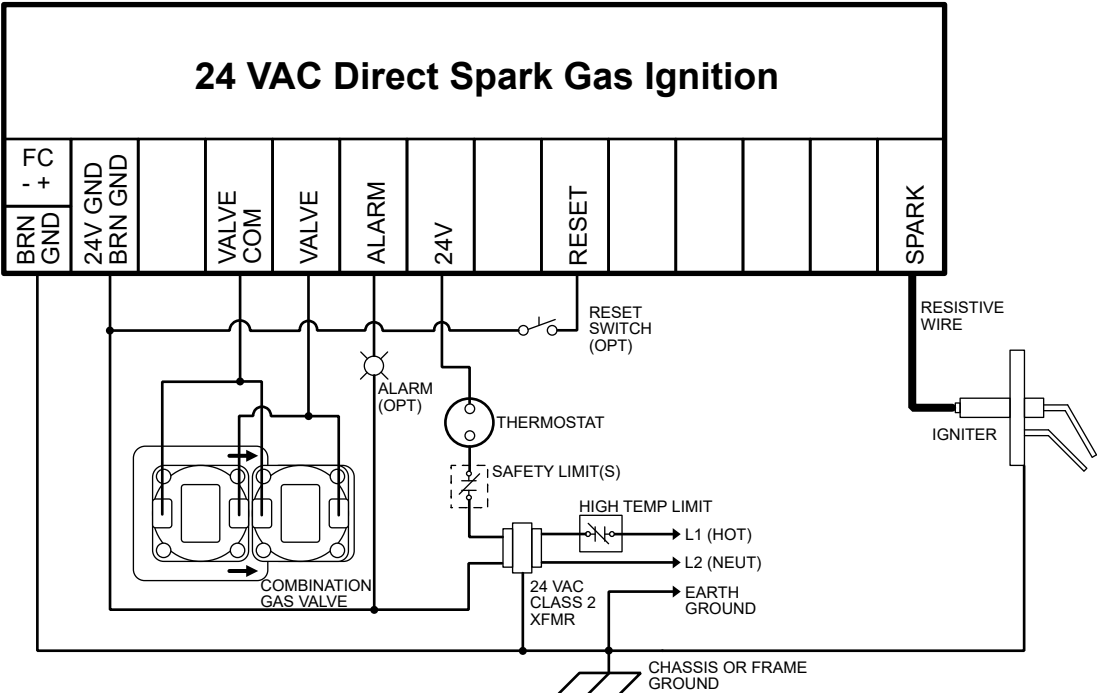 24 VAC Direct Spark Gas Ignition
FC
- +
BRN
GND
24V GND
BRN GND
VALVE
COM
VALVE
ALARM
24V
RESET
SPARK
RESET
SWITCH
(OPT)
RESISTIVE
WIRE
ALARM
(OPT)
THERMOSTAT
IGNITER
SAFETY LIMIT(S)
HIGH TEMP LIMIT
L1 (HOT)
L2 (NEUT)
COMBINATION
GAS VALVE
24 VAC
CLASS 2
XFMR
EARTH
GROUND
CHASSIS OR FRAME
GROUND